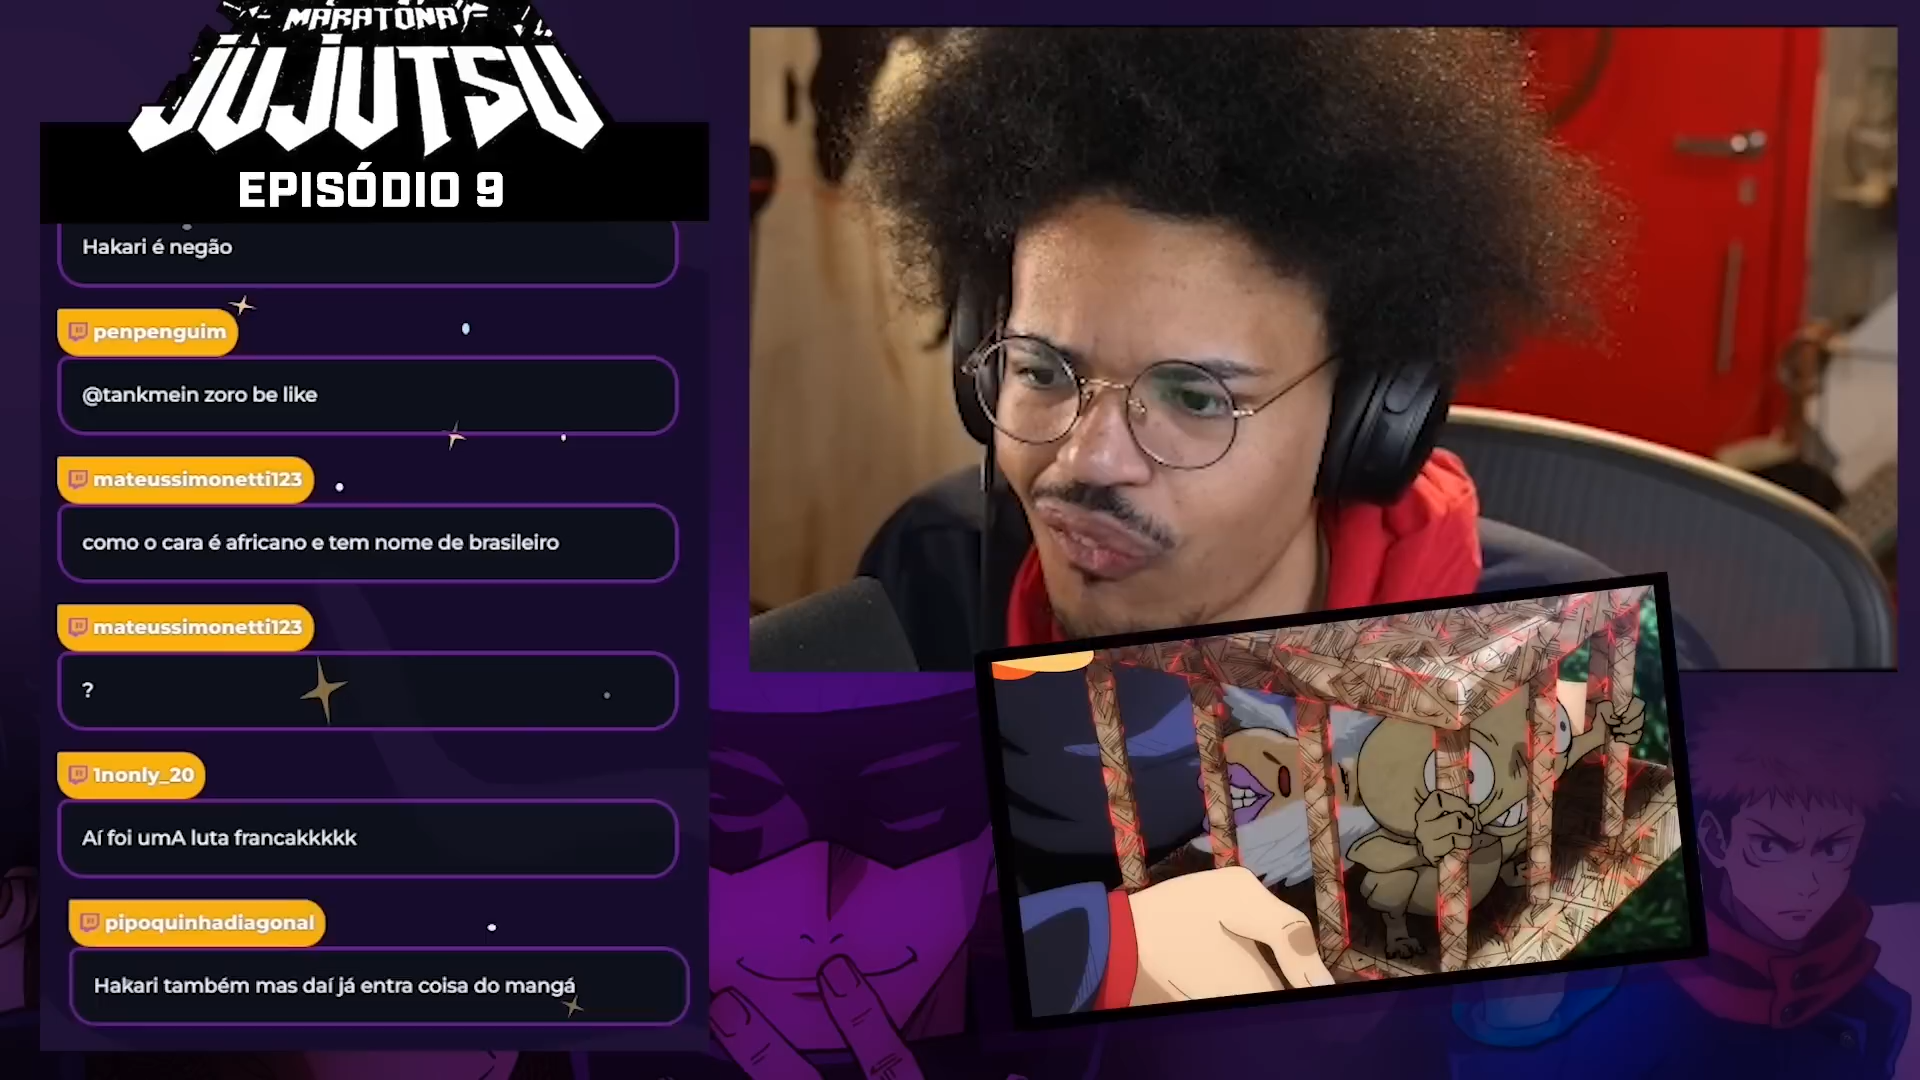 MARATONA
JUJUTSU
EPISÓDIO 9
Hakari é negão
penpenguim
@tankmein zoro be like
mateussimonetti123
como o cara é africano e tem nome de brasileiro
mateussimonetti123
?
1nonly_20
Aí foi umA luta francakkkkk
pipoquinhadiagonal
Hakari também mas daí já entra coisa do mangá